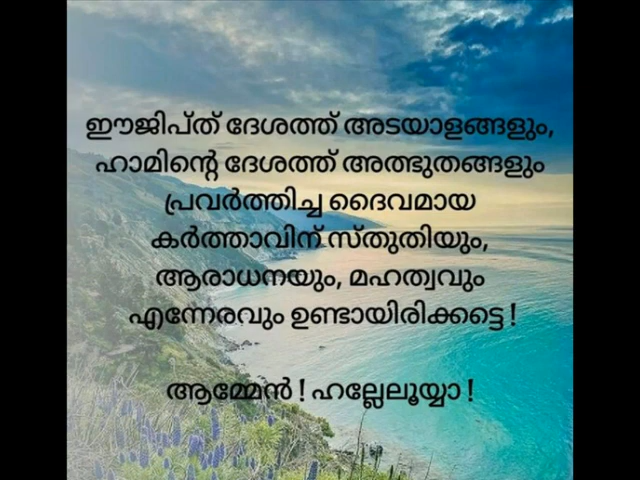 ഈജിപ്ത് ദേശത്ത് അടയാളങ്ങളും,
ഹാമിന്റെ ദേശത്ത് അത്ഭുതങ്ങളും
പ്രവർത്തിച്ച ദൈവമായ
കർത്താവിന് സ്തുതിയും,
ആരാധനയും, മഹത്വവും
എന്നേരവും ഉണ്ടായിരിക്കട്ടെ !
ആമ്മേൻ ! ഹല്ലേലൂയ്യാ !